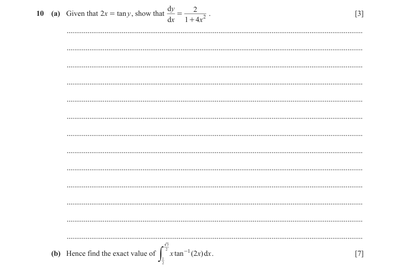 10 (a) Given that 2x = tan y, show that dy/dx = 2/(1 + 4x²). [3]
(b) Hence find the exact value of ∫ x tan⁻¹(2x) dx. [7]